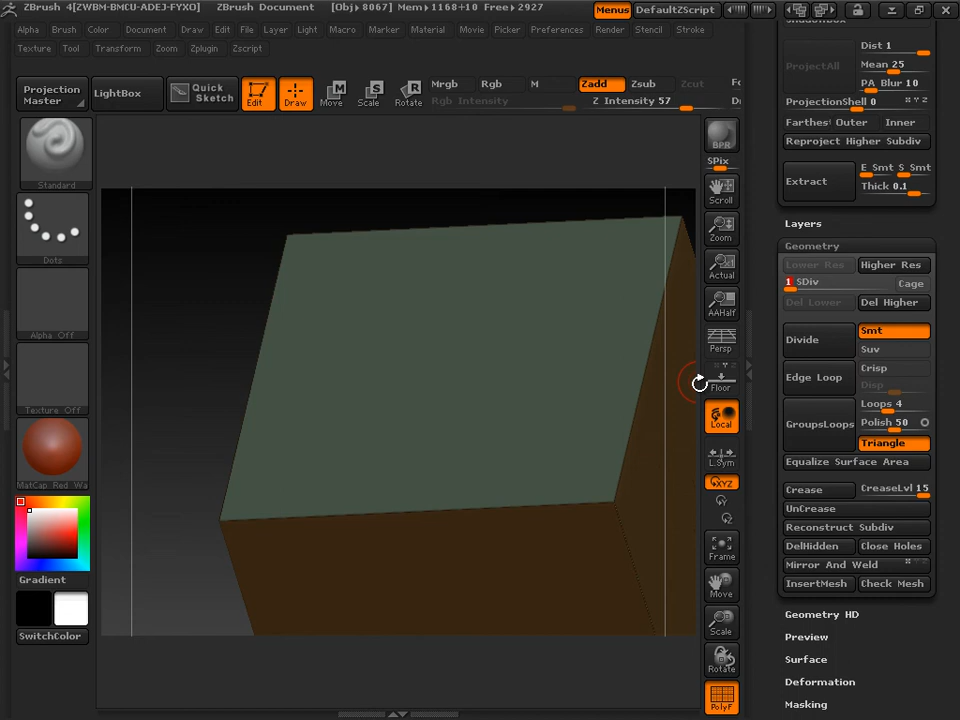 ZBrush 4[ZWBM-BMCU-ADEJ-FYXO] ZBrush Document [Obj▸8067] Mem▸1168+10 Free▸2927 Menus DefaultZScript
Alpha Brush Color Document Draw Edit File Layer Light Macro Marker Material Movie Picker Preferences Render Stencil Stroke
Texture Tool Transform Zoom Zplugin Zscript
Projection Master
LightBox
Quick Sketch
Edit Draw Move Scale Rotate
Mrgb Rgb M Zadd Zsub Zcut
Rgb Intensity Z Intensity 57
Standard
Dots
Alpha Off
Texture Off
MatCap Red Wa
Gradient
SwitchColor
BPR
SPix
Scroll
Zoom
Actual
AAHalf
Persp
Floor
Local
L.Sym
XYZ
Y
Z
Frame
Move
Scale
Rotate
PolyF
ProjectAll
Dist 1
Mean 25
PA Blur 10
ProjectionShell 0 X Y Z
Farthest Outer Inner
Reproject Higher Subdiv
Extract
E Smt S Smt
Thick 0.1
Layers
Geometry
Lower Res Higher Res
1 SDiv Cage
Del Lower Del Higher
Divide Smt
Suv
Edge Loop Crisp
Disp
Loops 4
GroupsLoops Polish 50
Triangle
Equalize Surface Area
Crease CreaseLvl 15
UnCrease
Reconstruct Subdiv
DelHidden Close Holes
Mirror And Weld
InsertMesh Check Mesh
Geometry HD
Preview
Surface
Deformation
Masking